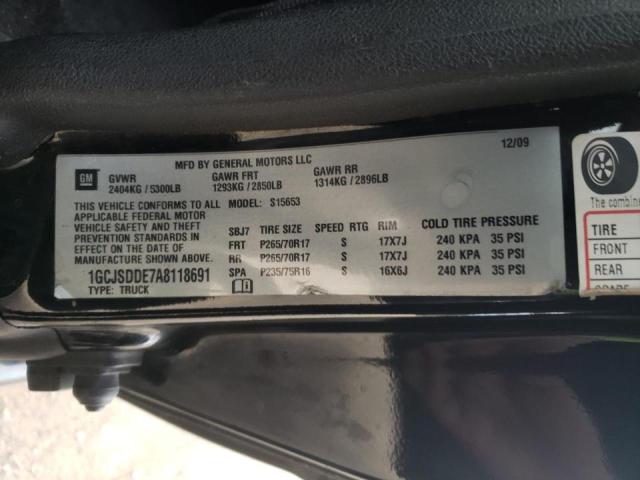 12/09
MFD BY GENERAL MOTORS LLC
GM
GVWR GAWR FRT GAWR RR
2404KG / 5300LB 1293KG / 2850LB 1314KG / 2896LB
THIS VEHICLE CONFORMS TO ALL MODEL: S15653
APPLICABLE FEDERAL MOTOR
VEHICLE SAFETY AND THEFT
PREVENTION STANDARDS IN
EFFECT ON THE DATE OF
MANUFACTURE SHOWN ABOVE.
1GCJSDDE7A8118691
TYPE: TRUCK
SBJ7 TIRE SIZE SPEED RTG RIM COLD TIRE PRESSURE
FRT P265/70R17 S 17X7J 240 KPA 35 PSI
RR P265/70R17 S 17X7J 240 KPA 35 PSI
SPA P235/75R16 S 16X6J 240 KPA 35 PSI
The combine
TIRE
FRONT
REAR